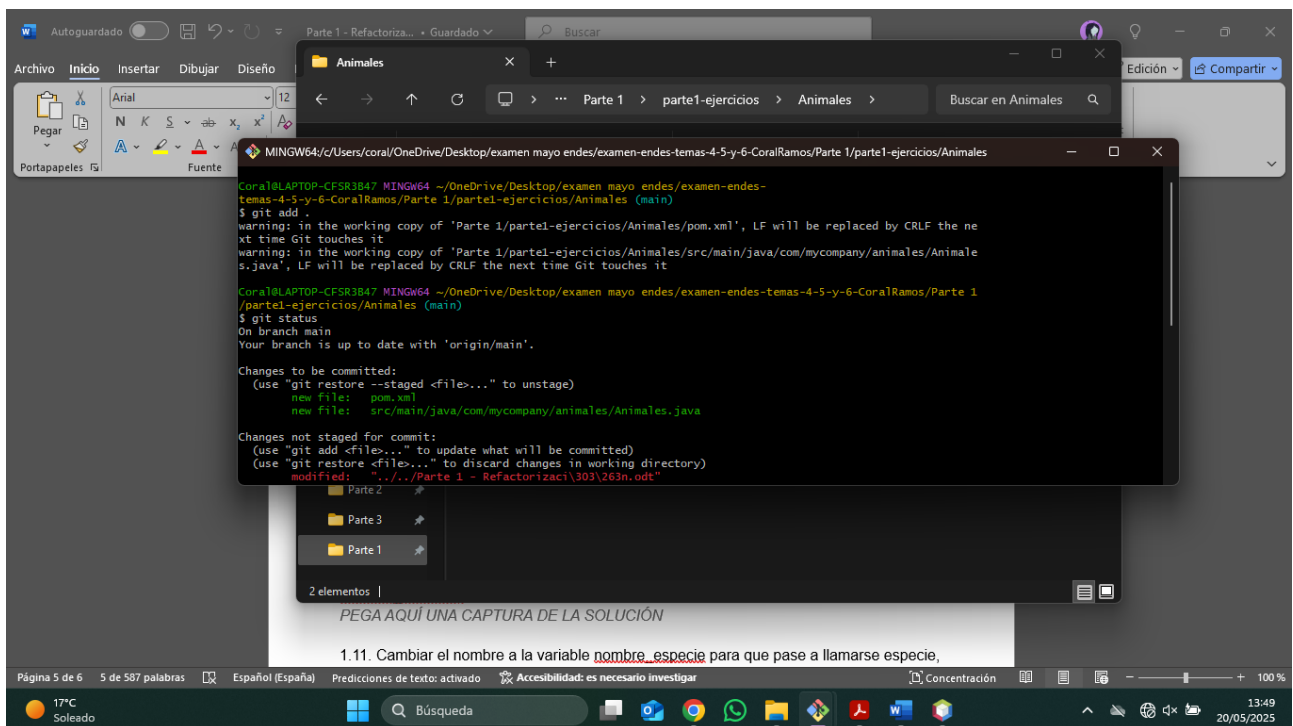 Autoguardado
Parte 1 - Refactoriza... • Guardado
Buscar
Archivo Inicio Insertar Dibujar Diseño
Edición
Compartir
Animales
Parte 1 > parte1-ejercicios > Animales >
Buscar en Animales
Pegar
Portapapeles
Arial
12
N K S ab x₂ x²
Fuente
MINGW64:/c/Users/coral/OneDrive/Desktop/examen mayo endes/examen-endes-temas-4-5-y-6-CoralRamos/Parte 1/parte1-ejercicios/Animales
Coral@LAPTOP-CFSR3B47 MINGW64 ~/OneDrive/Desktop/examen mayo endes/examen-endes-
temas-4-5-y-6-CoralRamos/Parte 1/parte1-ejercicios/Animales (main)
$ git add .
warning: in the working copy of 'Parte 1/parte1-ejercicios/Animales/pom.xml', LF will be replaced by CRLF the ne
xt time Git touches it
warning: in the working copy of 'Parte 1/parte1-ejercicios/Animales/src/main/java/com/mycompany/animales/Animale
s.java', LF will be replaced by CRLF the next time Git touches it
Coral@LAPTOP-CFSR3B47 MINGW64 ~/OneDrive/Desktop/examen mayo endes/examen-endes-temas-4-5-y-6-CoralRamos/Parte 1
/parte1-ejercicios/Animales (main)
$ git status
On branch main
Your branch is up to date with 'origin/main'.
Changes to be committed:
(use "git restore --staged <file>..." to unstage)
new file:   pom.xml
new file:   src/main/java/com/mycompany/animales/Animales.java
Changes not staged for commit:
(use "git add <file>..." to update what will be committed)
(use "git restore <file>..." to discard changes in working directory)
modified:   "../../Parte 1 - Refactorizaci\303\263n.odt"
Parte 2
Parte 3
Parte 1
2 elementos
PEGA AQUÍ UNA CAPTURA DE LA SOLUCIÓN
1.11. Cambiar el nombre a la variable nombre_especie para que pase a llamarse especie,
Página 5 de 6 5 de 587 palabras Español (España) Predicciones de texto: activado Accesibilidad: es necesario investigar Concentración 100 %
17°C
Soleado
Búsqueda
13:49
20/05/2025